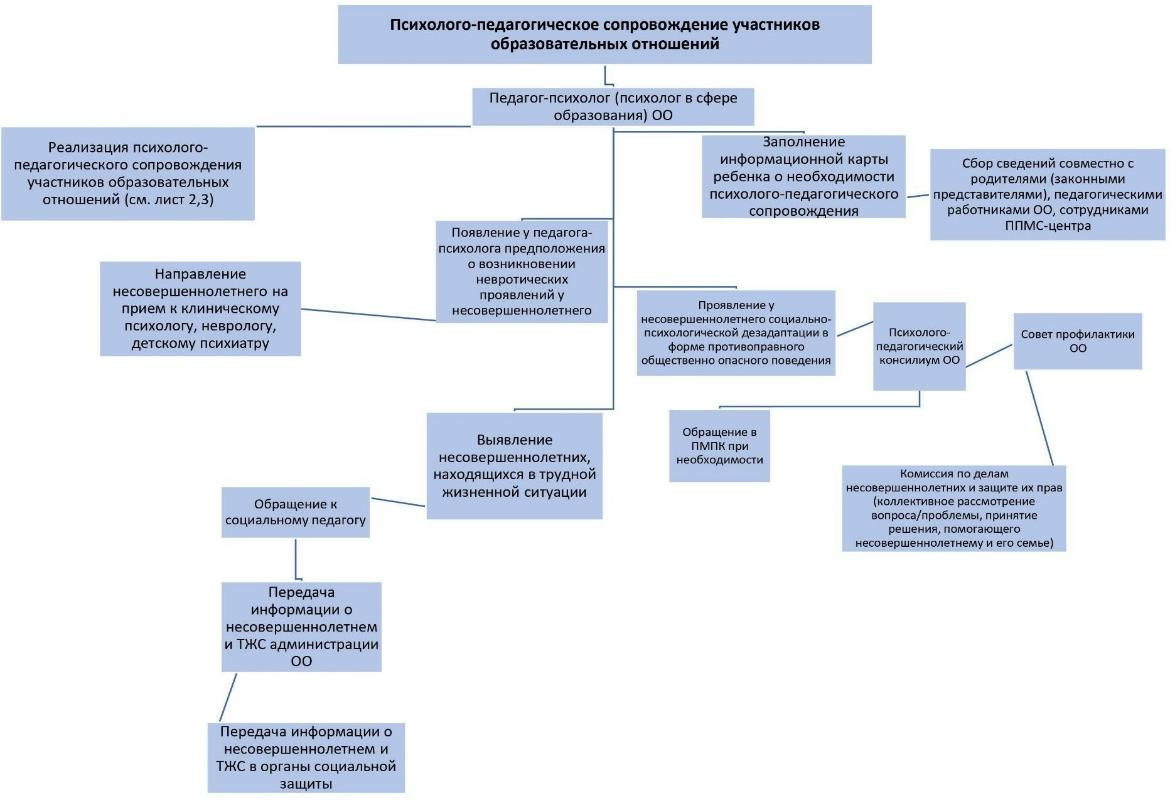 Психолого-педагогическое сопровождение участников
образовательных отношений
Педагог-психолог (психолог в сфере
образования) ОО
Реализация психолого-
педагогического сопровождения
участников образовательных
отношений (см. лист 2,3)
Заполнение
информационной карты
ребенка о необходимости
психолого-педагогического
сопровождения
Сбор сведений совместно с
родителями (законными
представителями), педагогическими
работниками ОО, сотрудниками
ППМС-центра
Появление у педагога-
психолога предположения
о возникновении
невротических
проявлений у
несовершеннолетнего
Направление
несовершеннолетнего на
прием к клиническому
психологу, неврологу,
детскому психиатру
Проявление у
несовершеннолетнего социально-
психологической дезадаптации в
форме противоправного
общественно опасного поведения
Психолого-
педагогический
консилиум ОО
Совет профилактики
ОО
Обращение в
ПМПК при
необходимости
Комиссия по делам
несовершеннолетних и защите их прав
(коллективное рассмотрение
вопроса/проблемы, принятие
решения, помогающего
несовершеннолетнему и его семье)
Выявление
несовершеннолетних,
находящихся в трудной
жизненной ситуации
Обращение к
социальному педагогу
Передача
информации о
несовершеннолетнем
и ТЖС администрации
ОО
Передача информации о
несовершеннолетнем и
ТЖС в органы социальной
защиты